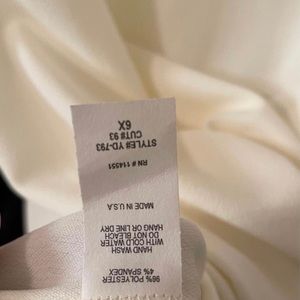 96% POLYESTER
4% SPANDEX
HAND WASH
WITH COLD WATER
DO NOT BLEACH
HANG OR LINE DRY
MADE IN U.S.A
RN # 114551
CUT# 93
STYLE# YD-793
6X